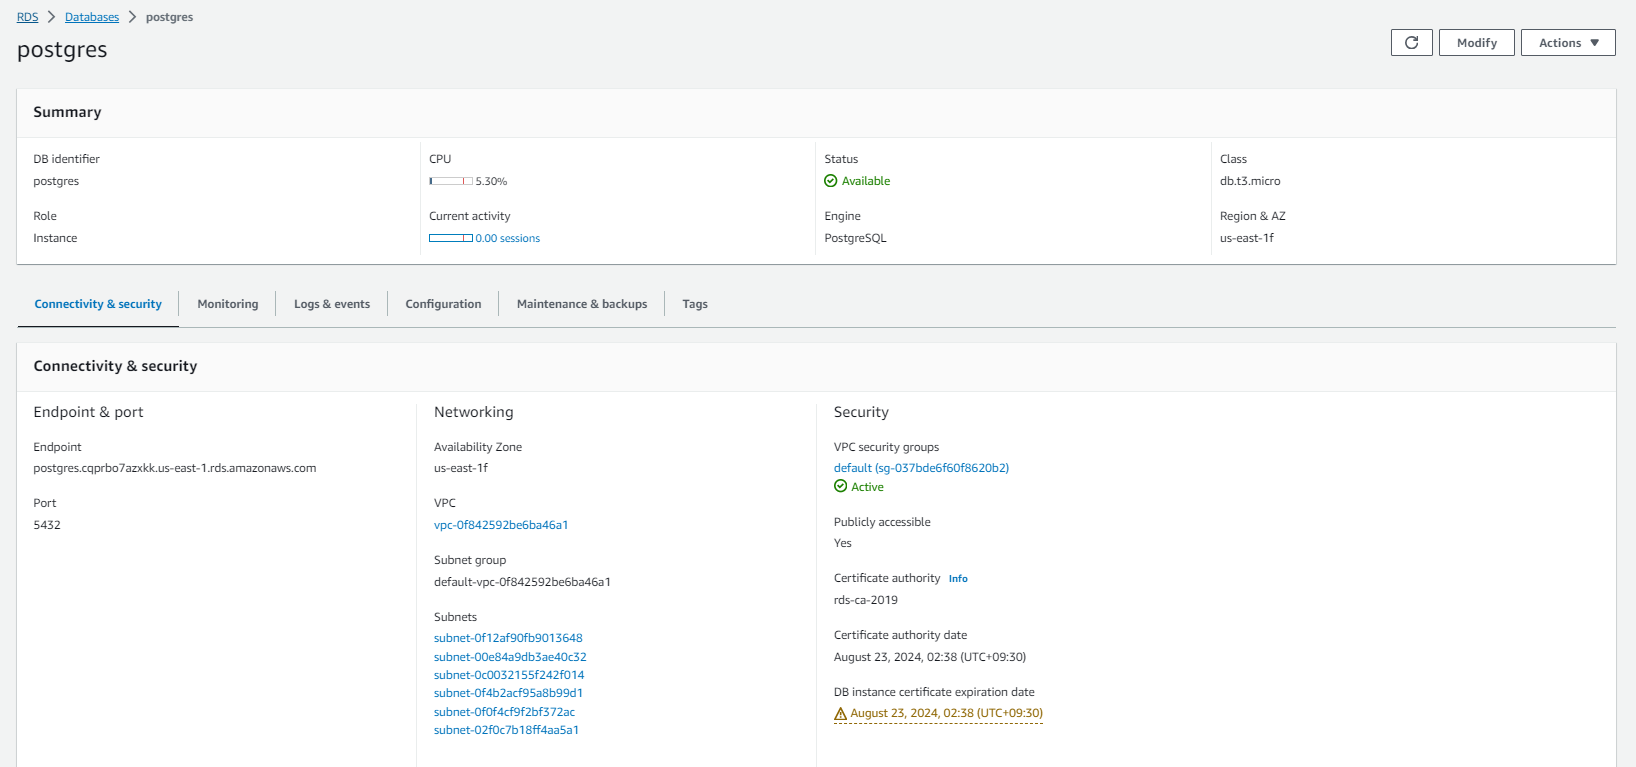 RDS > Databases > postgres
postgres
Modify
Actions
Summary
DB identifier
postgres
CPU
5.30%
Status
Available
Class
db.t3.micro
Role
Instance
Current activity
0.00 sessions
Engine
PostgreSQL
Region & AZ
us-east-1f
Connectivity & security
Monitoring
Logs & events
Configuration
Maintenance & backups
Tags
Connectivity & security
Endpoint & port
Endpoint
postgres.cqprbo7azxkk.us-east-1.rds.amazonaws.com
Port
5432
Networking
Availability Zone
us-east-1f
VPC
vpc-0f842592be6ba46a1
Subnet group
default-vpc-0f842592be6ba46a1
Subnets
subnet-0f12af90fb9013648
subnet-00e84a9db3ae40c32
subnet-0c0032155f242f014
subnet-0f4b2acf95a8b99d1
subnet-0f0f4cf9f2bf372ac
subnet-02f0c7b18ff4aa5a1
Security
VPC security groups
default (sg-037bde6f60f8620b2)
Active
Publicly accessible
Yes
Certificate authority Info
rds-ca-2019
Certificate authority date
August 23, 2024, 02:38 (UTC+09:30)
DB instance certificate expiration date
August 23, 2024, 02:38 (UTC+09:30)